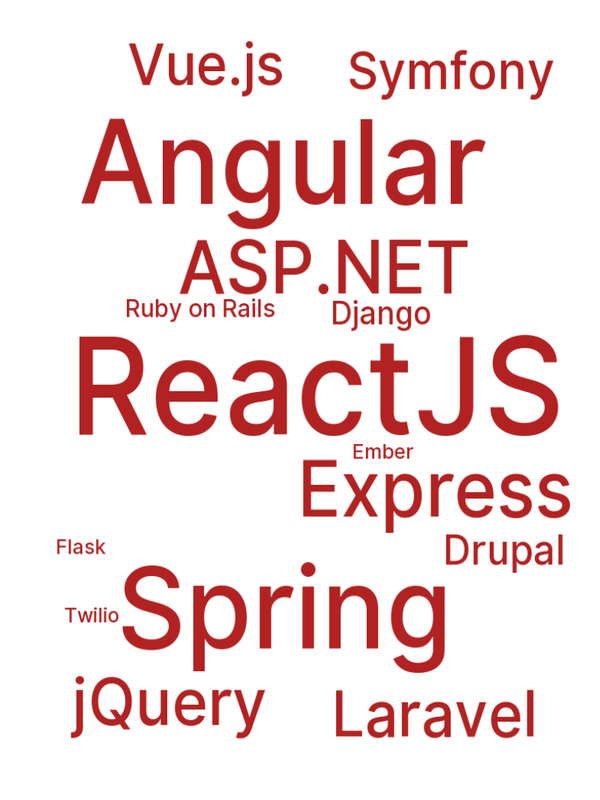 Vue.js
Symfony
Angular
ASP.NET
Ruby on Rails
Django
ReactJS
Ember
Express
Flask
Drupal
Spring
Twilio
jQuery
Laravel